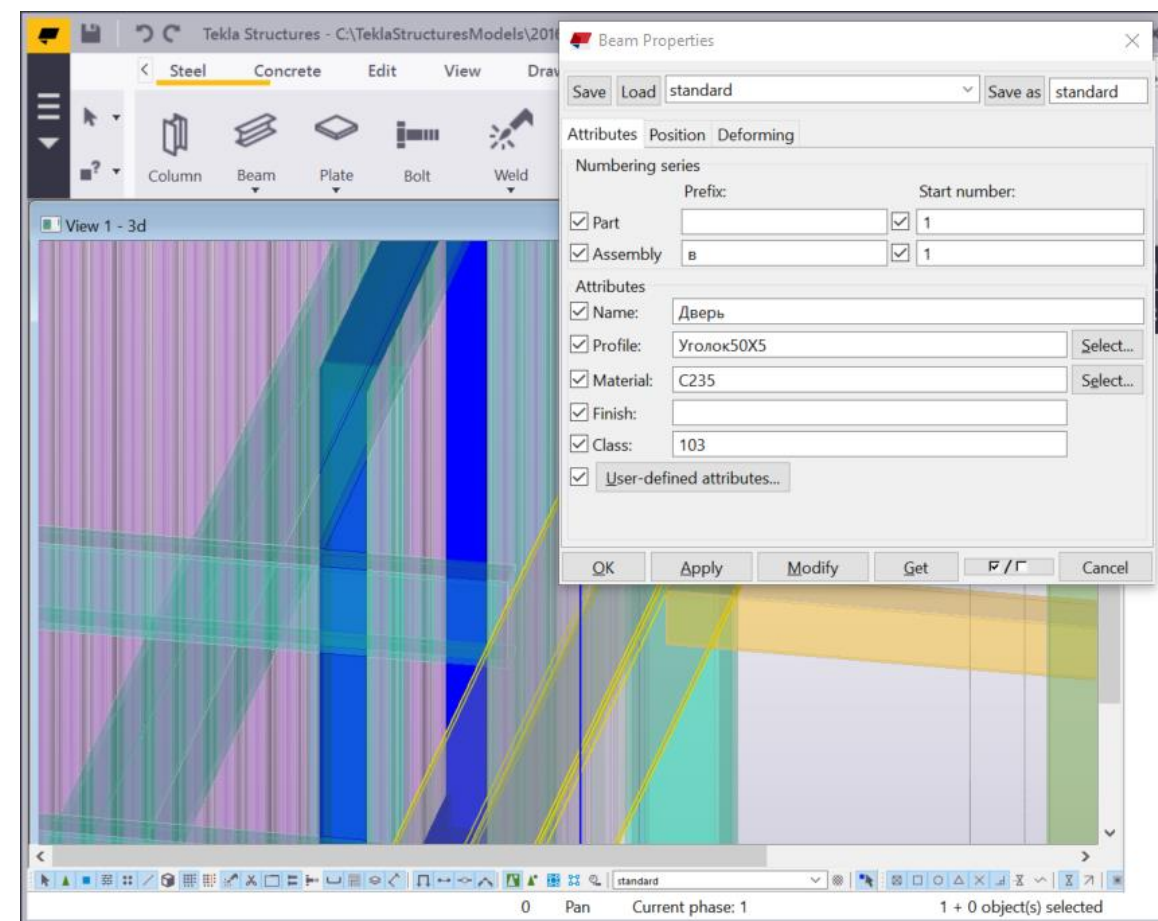 Tekla Structures - C:\TeklaStructuresModels\2016
Beam Properties
Steel Concrete Edit View Drav
Save Load standard Save as standard
Attributes Position Deforming
Numbering series
Prefix: Start number:
Part 1
Assembly в 1
Attributes
Name: Дверь
Profile: Уголок50X5 Select...
Material: C235 Select...
Finish:
Class: 103
User-defined attributes...
OK Apply Modify Get Cancel
Column Beam Plate Bolt Weld
View 1 - 3d
standard
0 Pan Current phase: 1 1 + 0 object(s) selected